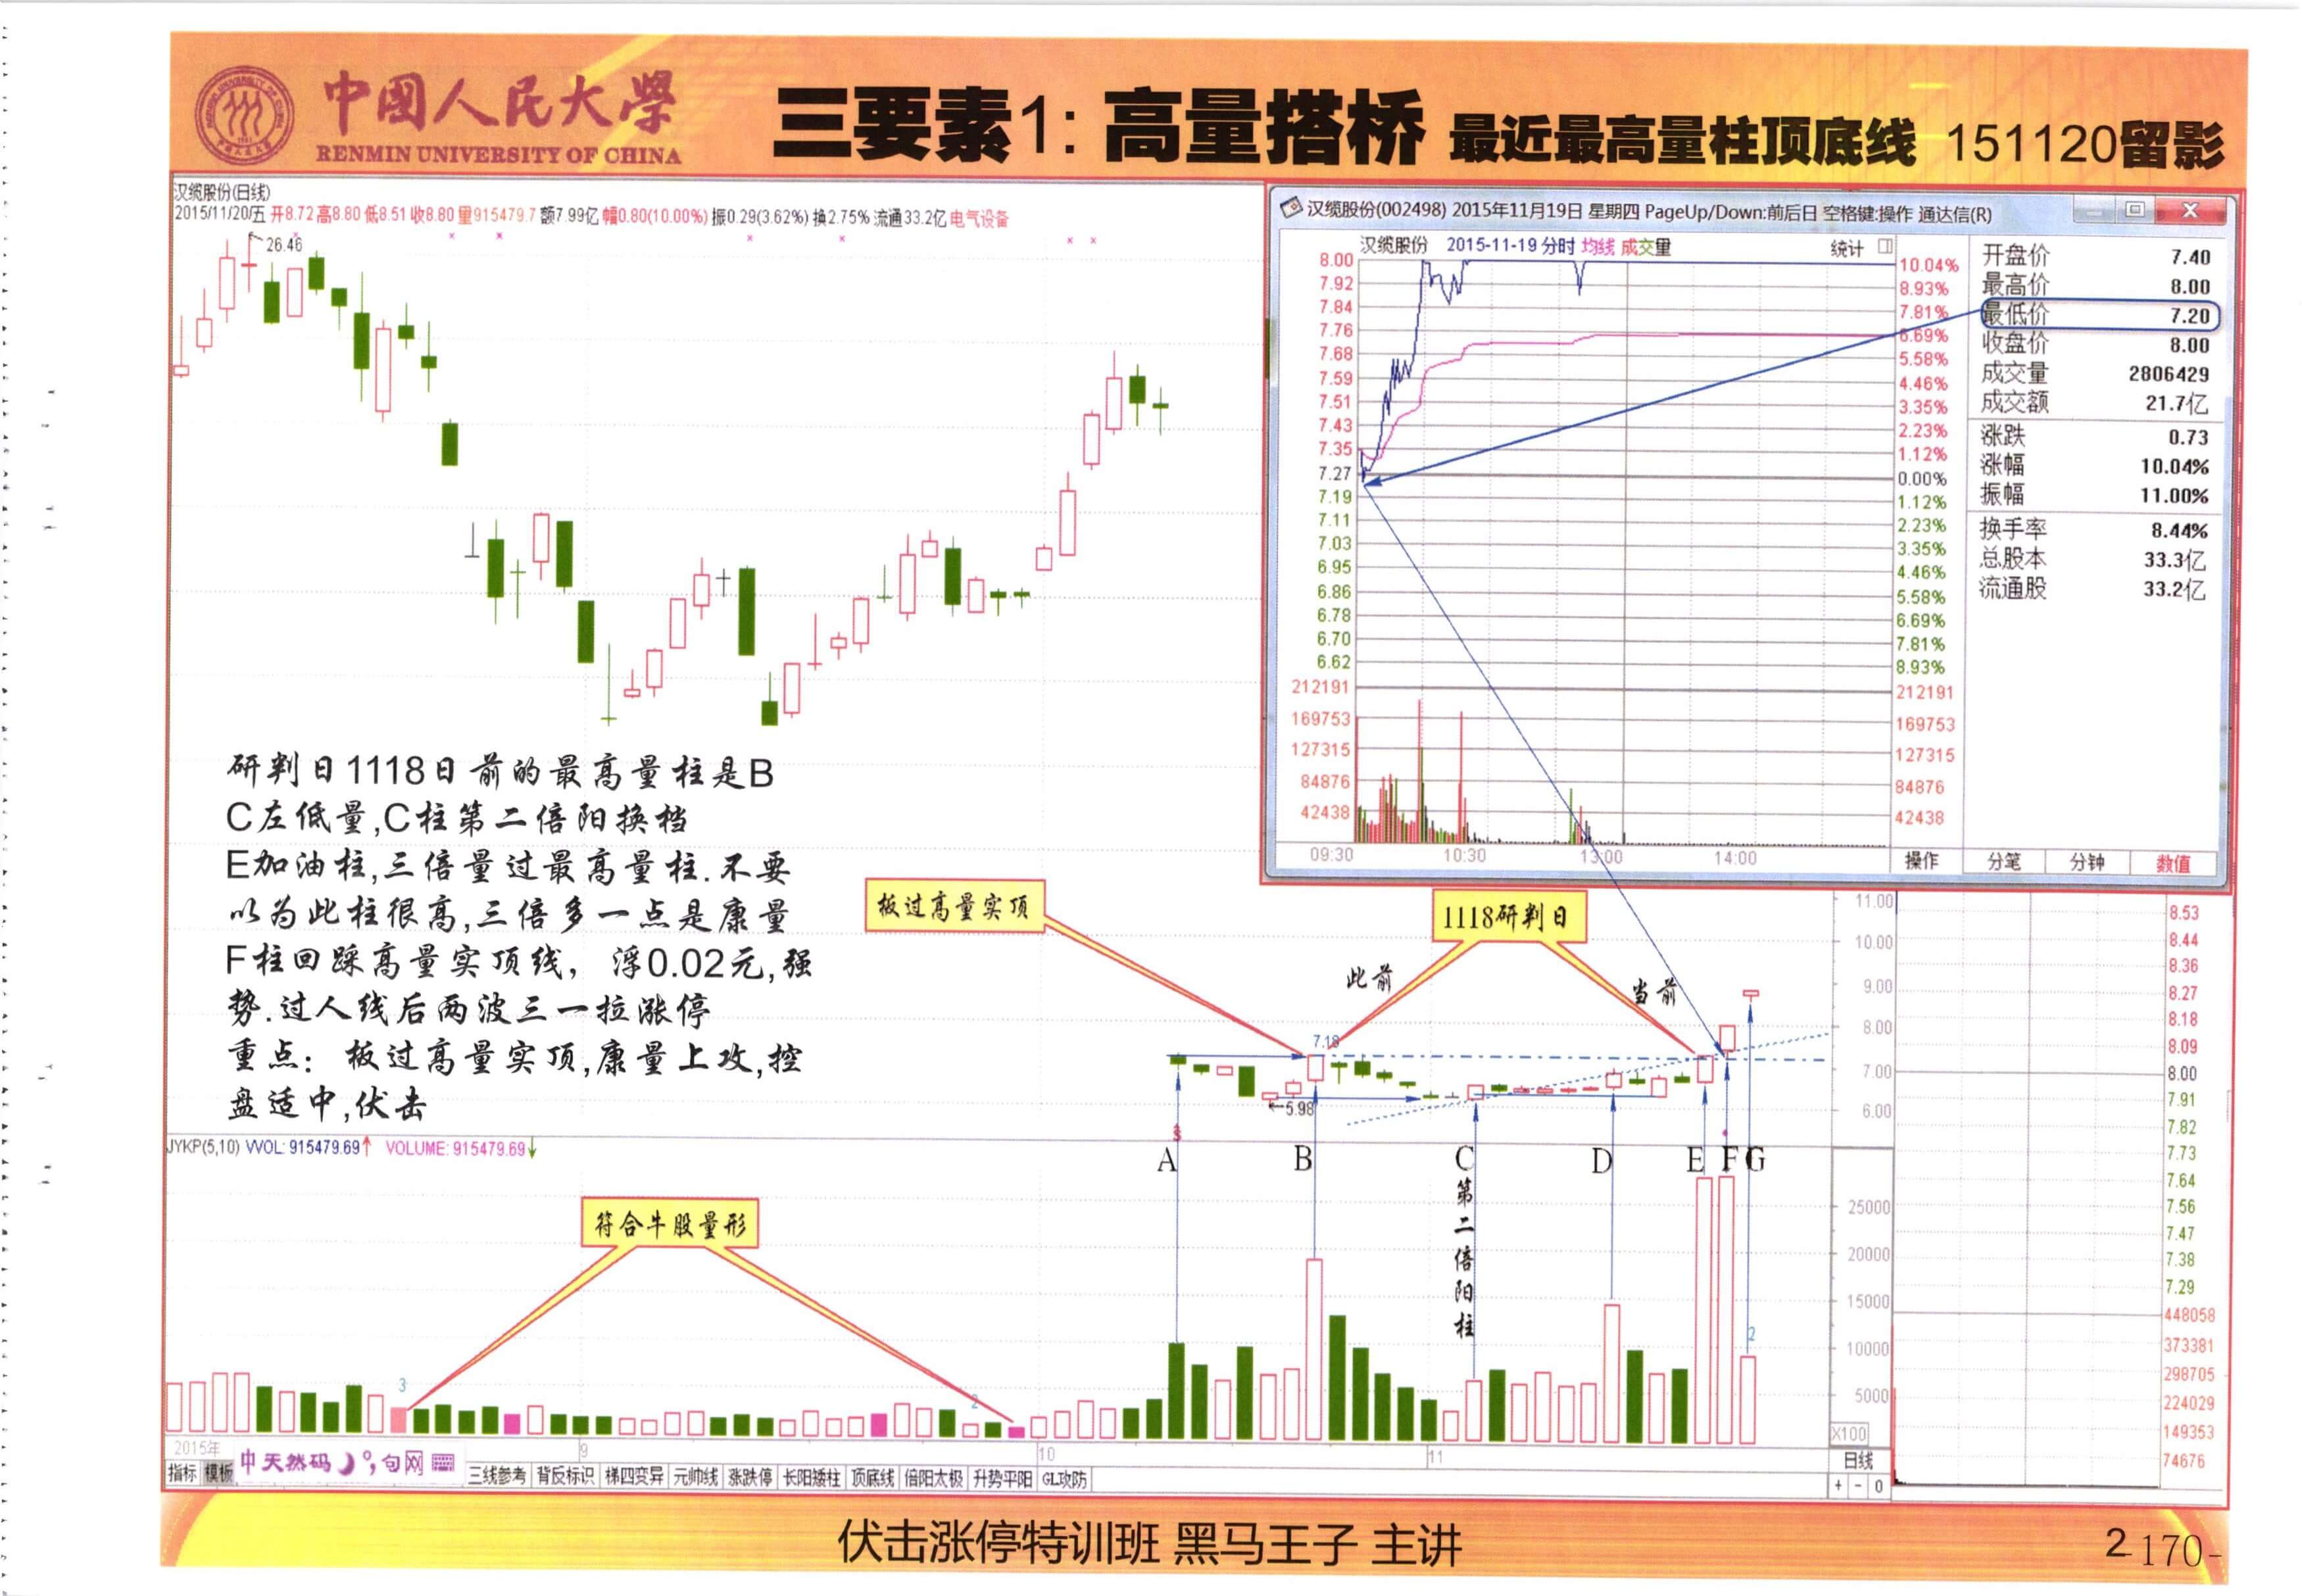 中國人民大學
RENMIN UNIVERSITY OF CHINA
三要素1: 高量搭桥 最近最高量柱顶底线 151120留影
汉缆股份(日线)
2015/11/20/五 开8.72 高8.80 低8.51 收8.80 量915479.7 额7.99亿 幅0.80(10.00%) 振0.29(3.62%) 换2.75% 流通33.2亿 电气设备
26.46
汉缆股份(002498) 2015年11月19日 星期四 PageUp/Down:前后日 空格键:操作 通达信(R)
汉缆股份 2015-11-19 分时 均线 成交量 统计
8.00 10.04%
7.92 8.93%
7.84 7.81%
7.76 6.69%
7.68 5.58%
7.59 4.46%
7.51 3.35%
7.43 2.23%
7.35 1.12%
7.27 0.00%
7.19 1.12%
7.11 2.23%
7.03 3.35%
6.95 4.46%
6.86 5.58%
6.78 6.69%
6.70 7.81%
6.62 8.93%
212191 212191
169753 169753
127315 127315
84876 84876
42438 42438
09:30 10:30 13:00 14:00
操作 分笔 分钟 数值
开盘价 7.40
最高价 8.00
最低价 7.20
收盘价 8.00
成交量 2806429
成交额 21.7亿
涨跌 0.73
涨幅 10.04%
振幅 11.00%
换手率 8.44%
总股本 33.3亿
流通股 33.2亿
研判日1118日前的最高量柱是B
C左低量,C柱第二倍阳换档
E加油柱,三倍量过最高量柱.不要
以为此柱很高,三倍多一点是康量
F柱回踩高量实顶线, 浮0.02元,强
势.过人线后两波三一拉涨停
重点: 板过高量实顶,康量上攻,控
盘适中,伏击
板过高量实顶
1118研判日
此前
当前
7.18
5.98
11.00
10.00
9.00
8.00
7.00
6.00
8.53
8.44
8.36
8.27
8.18
8.09
8.00
7.91
7.82
7.73
7.64
7.56
7.47
7.38
7.29
448058
373381
298705
224029
149353
74676
JYKP(5,10) VVOL: 915479.69 VOLUME: 915479.69
A B C D E F G
第二倍阳柱
符合牛股量形
3
2
2
25000
20000
15000
10000
5000
X100
2015年 9 10 11 日线
中天然码 句网
指标 模板 三线参考 背反标识 梯四变异 元帅线 涨跌停 长阳矮柱 顶底线 倍阳太极 升势平阳 GL攻防 + - 0
伏击涨停特训班 黑马王子 主讲
2
-170-